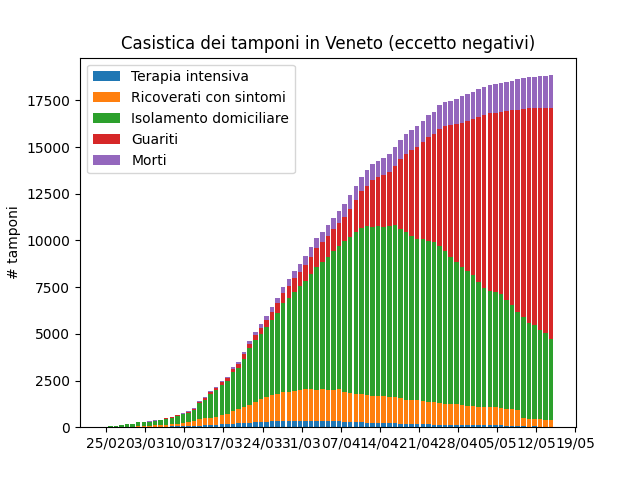 Casistica dei tamponi in Veneto (eccetto negativi)
Terapia intensiva
Ricoverati con sintomi
Isolamento domiciliare
Guariti
Morti
# tamponi
17500
15000
12500
10000
7500
5000
2500
0
25/02 03/03 10/03 17/03 24/03 31/03 07/04 14/04 21/04 28/04 05/05 12/05 19/05